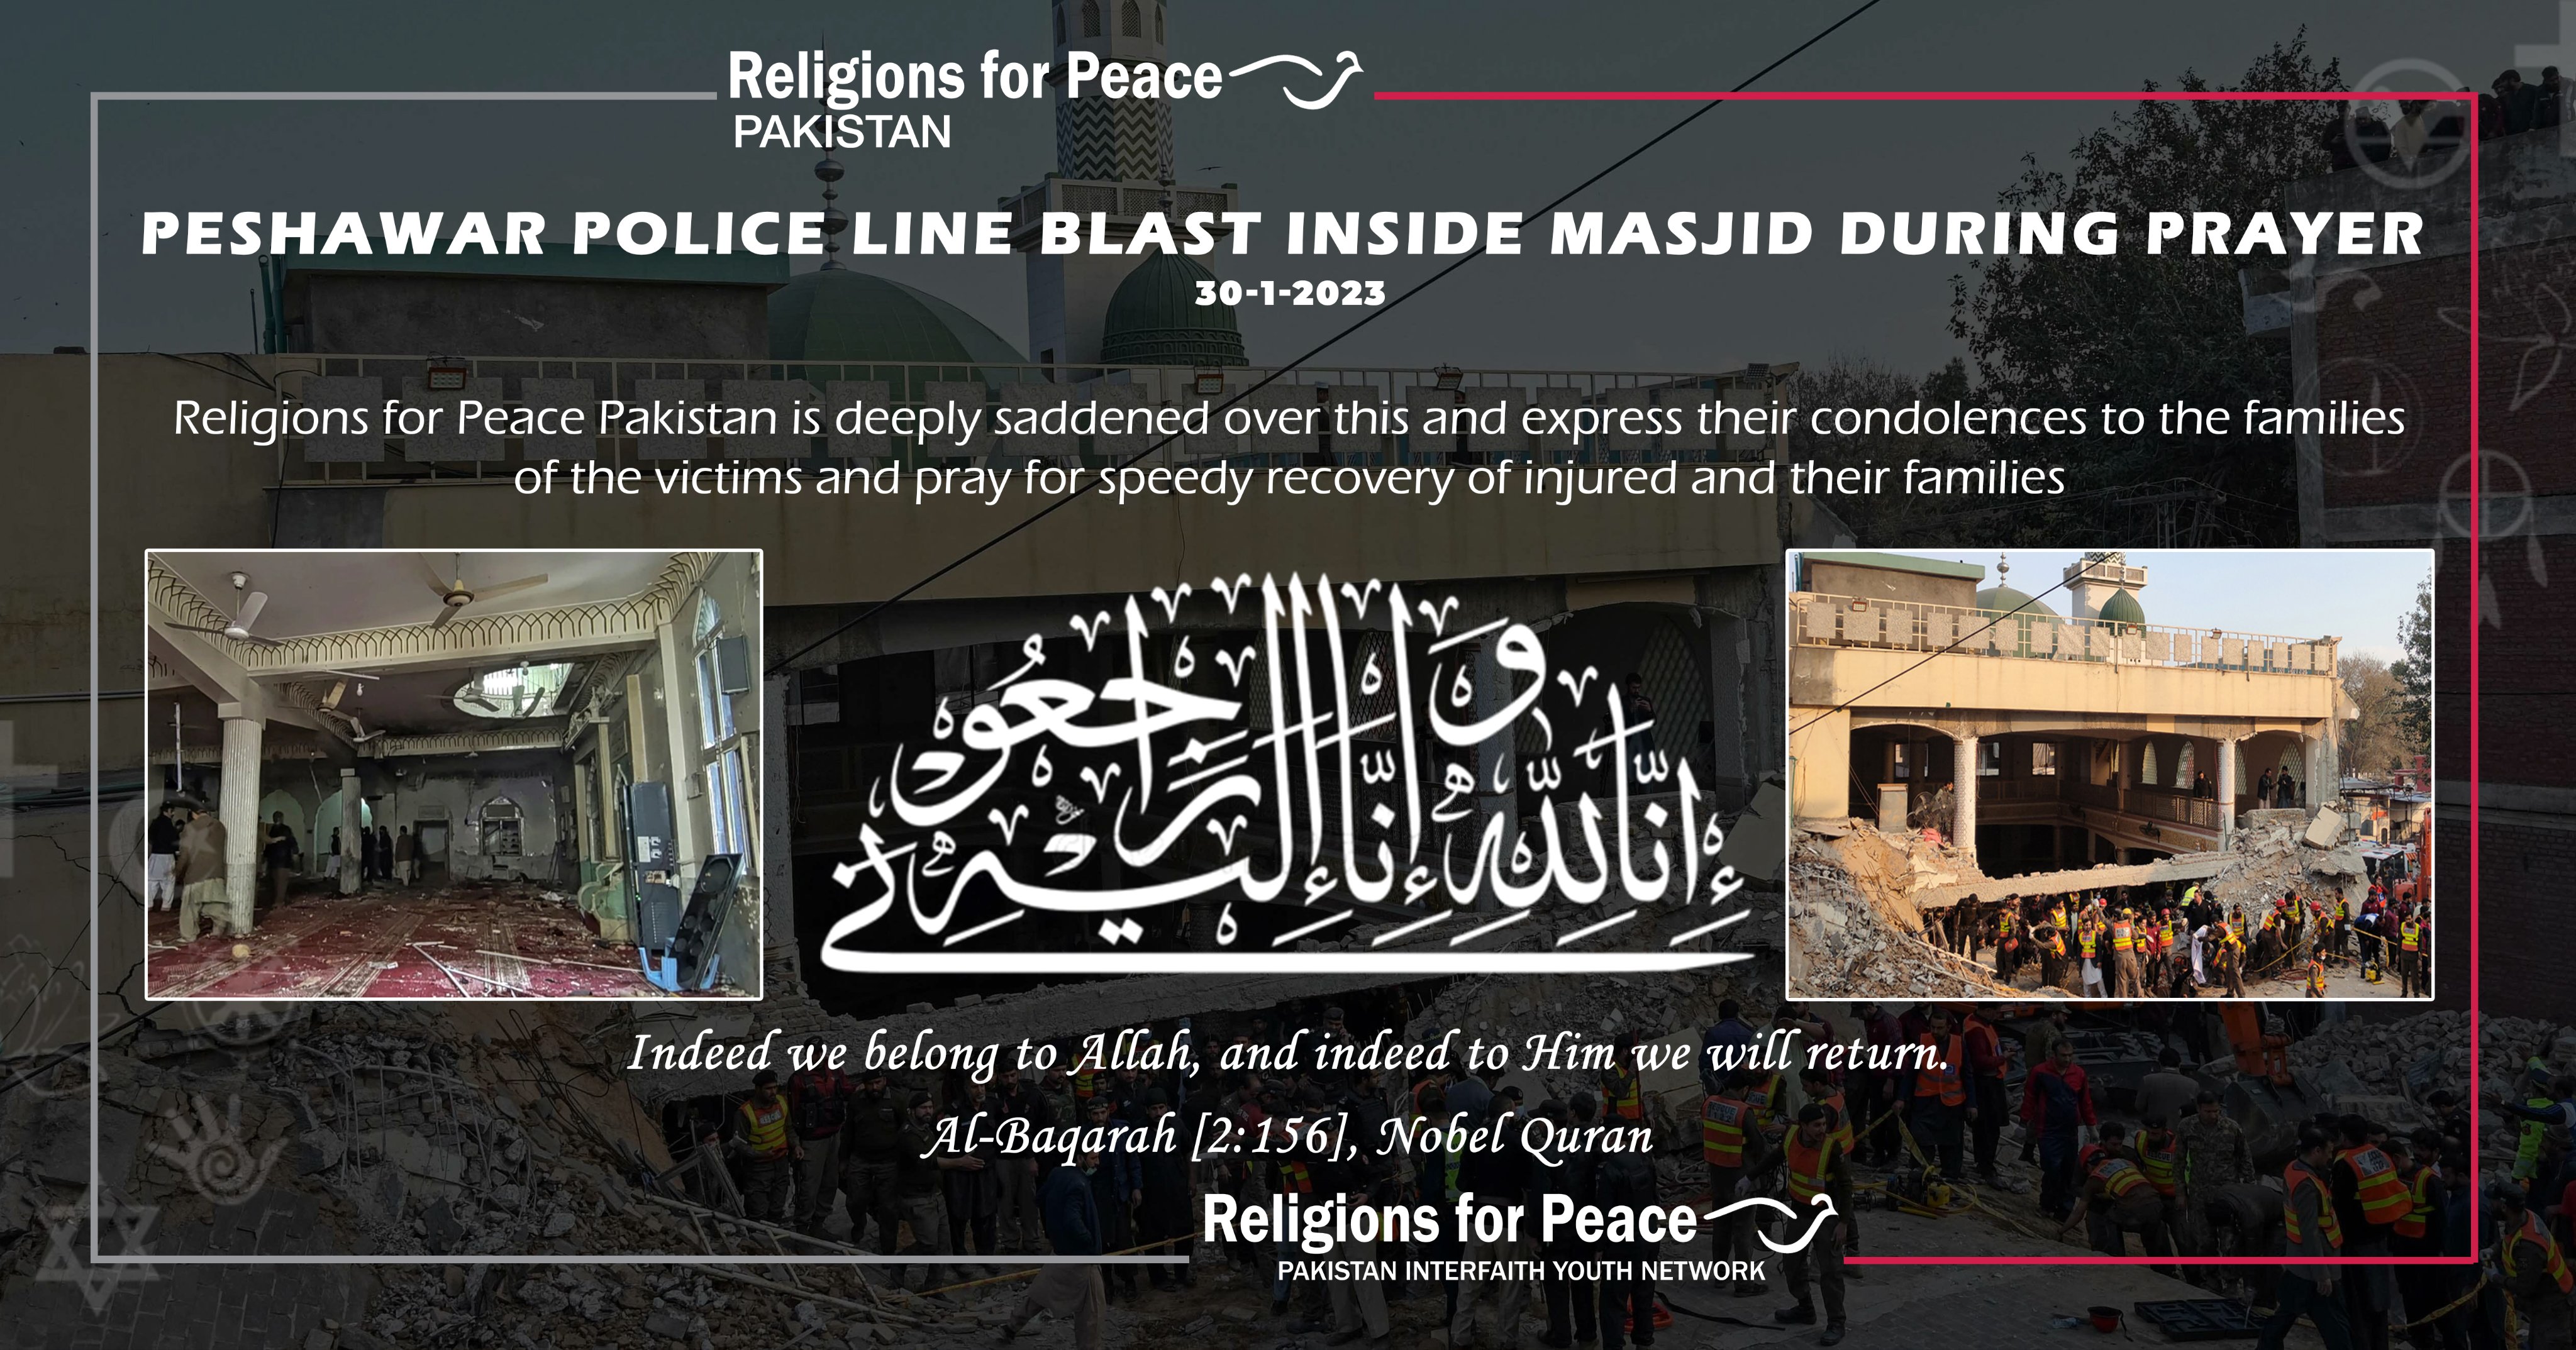 Religions for Peace
PAKISTAN
PESHAWAR POLICE LINE BLAST INSIDE MASJID DURING PRAYER
30-1-2023
Religions for Peace Pakistan is deeply saddened over this and express their condolences to the families
of the victims and pray for speedy recovery of injured and their families
إِنَّا لِلّٰهِ وَإِنَّا إِلَيْهِ رَاجِعُوْنَ
Indeed we belong to Allah, and indeed to Him we will return.
Al-Baqarah [2:156], Nobel Quran
Religions for Peace
PAKISTAN INTERFAITH YOUTH NETWORK